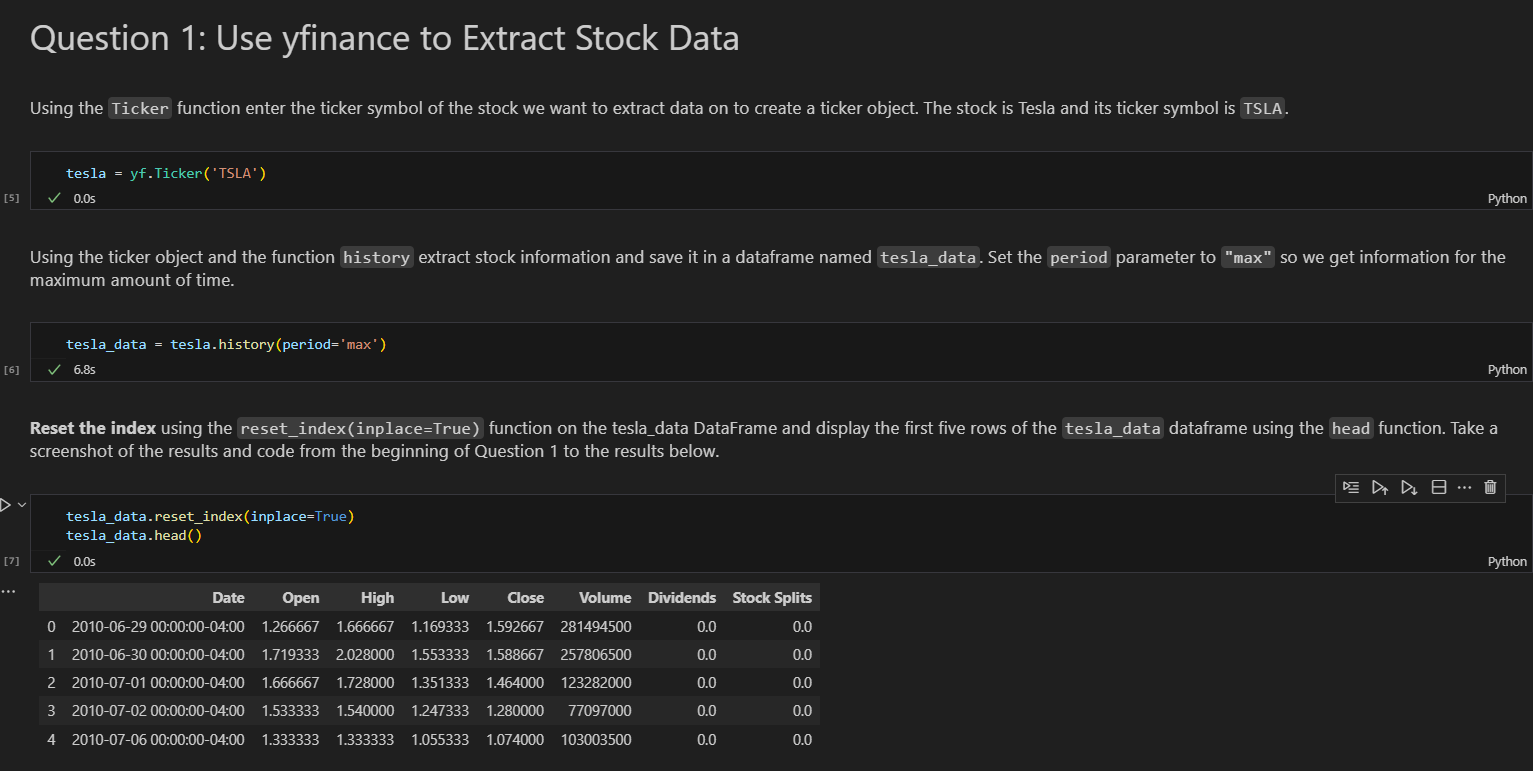 Question 1: Use yfinance to Extract Stock Data
Using the Ticker function enter the ticker symbol of the stock we want to extract data on to create a ticker object. The stock is Tesla and its ticker symbol is TSLA.
tesla = yf.Ticker('TSLA')
[5] 0.0s Python
Using the ticker object and the function history extract stock information and save it in a dataframe named tesla_data. Set the period parameter to "max" so we get information for the
maximum amount of time.
tesla_data = tesla.history(period='max')
[6] 6.8s Python
Reset the index using the reset_index(inplace=True) function on the tesla_data DataFrame and display the first five rows of the tesla_data dataframe using the head function. Take a
screenshot of the results and code from the beginning of Question 1 to the results below.
tesla_data.reset_index(inplace=True)
tesla_data.head()
[7] 0.0s Python
Date Open High Low Close Volume Dividends Stock Splits
0 2010-06-29 00:00:00-04:00 1.266667 1.666667 1.169333 1.592667 281494500 0.0 0.0
1 2010-06-30 00:00:00-04:00 1.719333 2.028000 1.553333 1.588667 257806500 0.0 0.0
2 2010-07-01 00:00:00-04:00 1.666667 1.728000 1.351333 1.464000 123282000 0.0 0.0
3 2010-07-02 00:00:00-04:00 1.533333 1.540000 1.247333 1.280000 77097000 0.0 0.0
4 2010-07-06 00:00:00-04:00 1.333333 1.333333 1.055333 1.074000 103003500 0.0 0.0